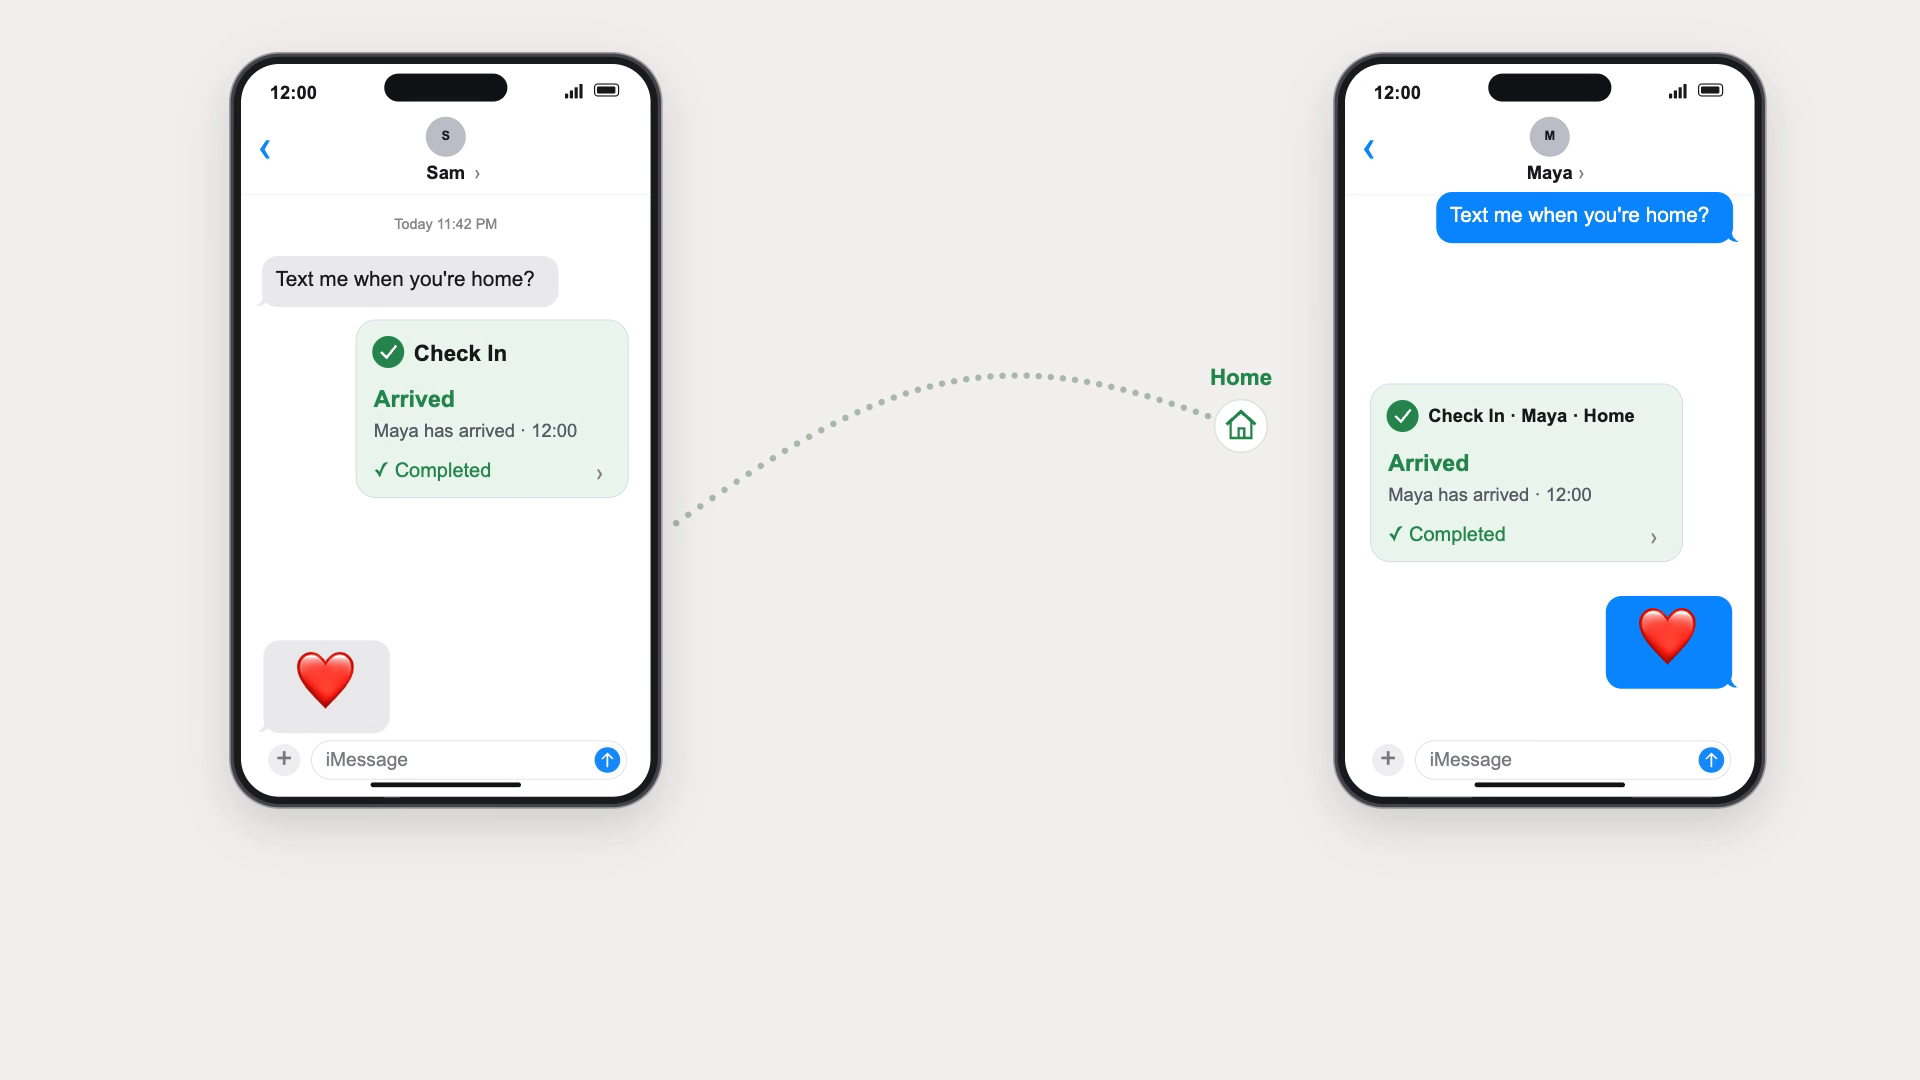 12:00
S
Sam ›
Today 11:42 PM
Text me when you're home?
Check In
Arrived
Maya has arrived · 12:00
✓ Completed ›
❤️
+ iMessage
Home
12:00
M
Maya ›
Text me when you're home?
Check In · Maya · Home
Arrived
Maya has arrived · 12:00
✓ Completed ›
❤️
+ iMessage